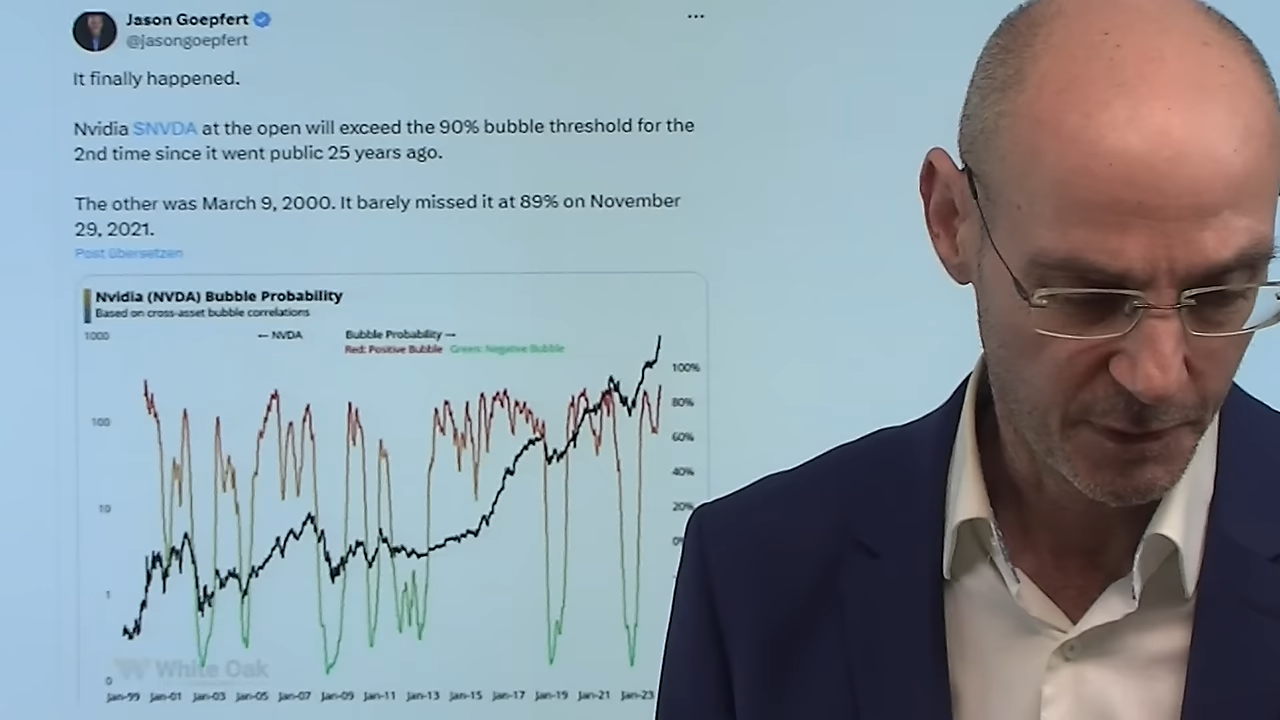 Jason Goepfert
@jasongoepfert
...
It finally happened.
Nvidia $NVDA at the open will exceed the 90% bubble threshold for the
2nd time since it went public 25 years ago.
The other was March 9, 2000. It barely missed it at 89% on November
29, 2021.
Post übersetzen
Nvidia (NVDA) Bubble Probability
Based on cross-asset bubble correlations
1000
← NVDA
Bubble Probability →
Red: Positive Bubble Green: Negative Bubble
100%
100
80%
60%
40%
10
20%
0%
1
White Oak
0
Jan-99 Jan-01 Jan-03 Jan-05 Jan-07 Jan-09 Jan-11 Jan-13 Jan-15 Jan-17 Jan-19 Jan-21 Jan-23